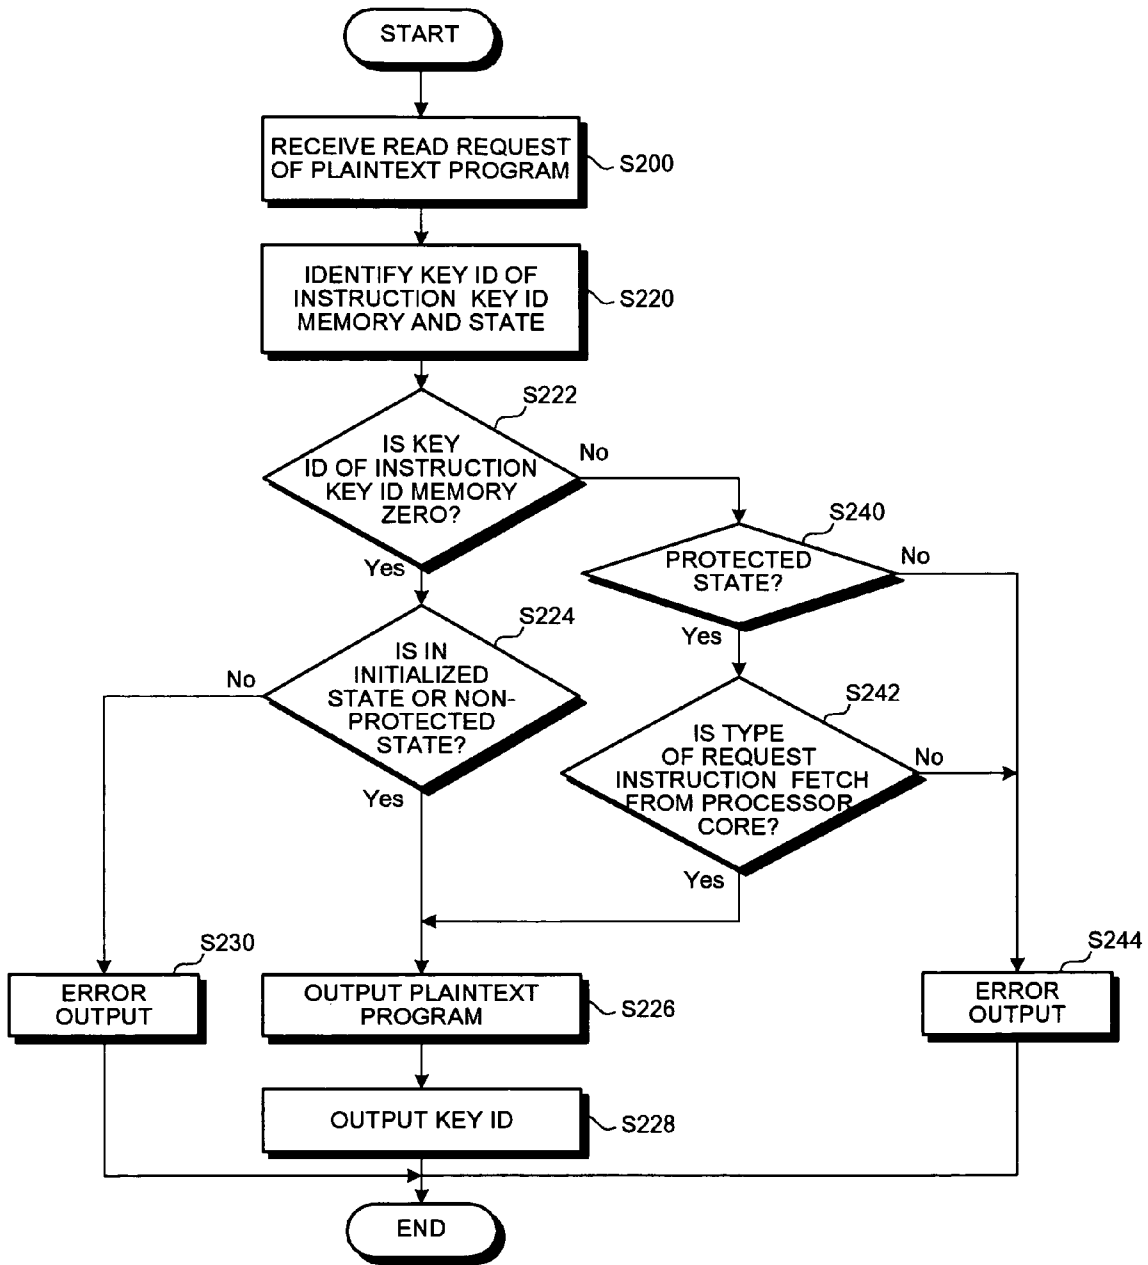 START
RECEIVE READ REQUEST
OF PLAINTEXT PROGRAM
S200
IDENTIFY KEY ID OF
INSTRUCTION KEY ID
MEMORY AND STATE
S220
S222
IS KEY
ID OF INSTRUCTION
KEY ID MEMORY
ZERO?
No
Yes
S240
PROTECTED
STATE?
No
Yes
S224
IS IN
INITIALIZED
STATE OR NON-
PROTECTED
STATE?
No
Yes
S242
IS TYPE
OF REQUEST
INSTRUCTION FETCH
FROM PROCESSOR
CORE?
No
Yes
S230
ERROR
OUTPUT
OUTPUT PLAINTEXT
PROGRAM
S226
S244
ERROR
OUTPUT
OUTPUT KEY ID
S228
END